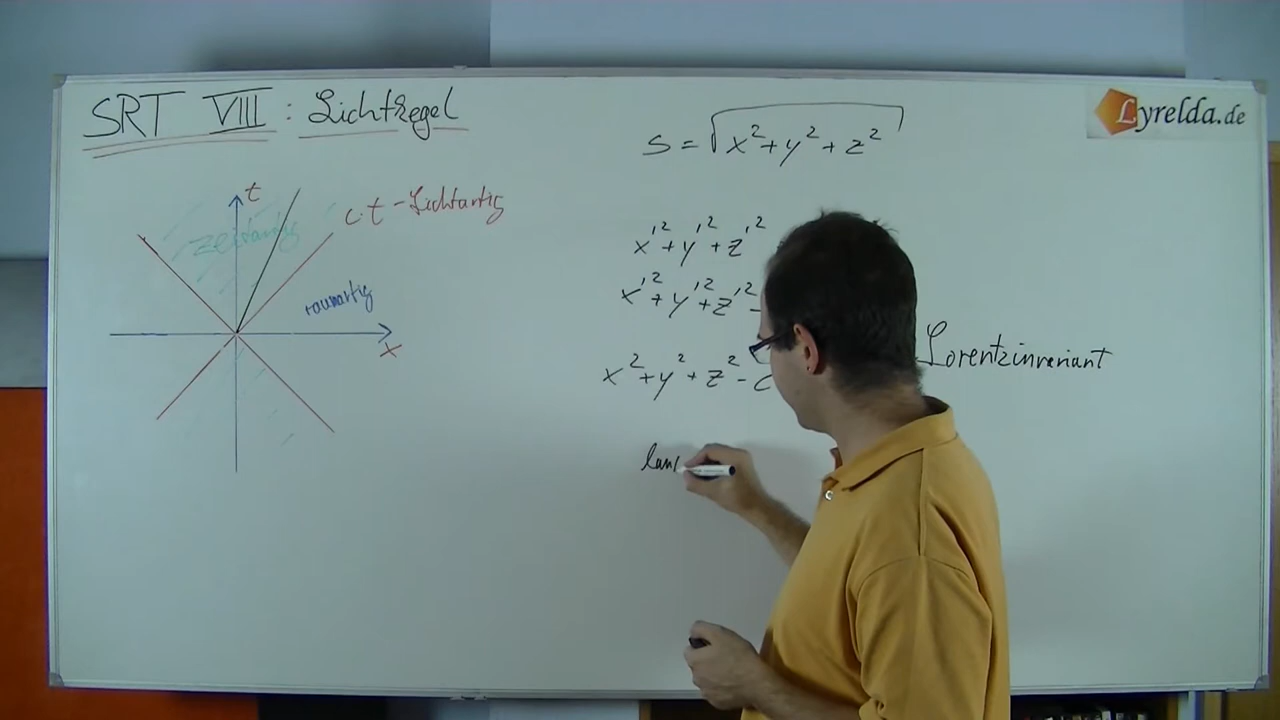 SRT VIII : Lichtkegel
Lyrelda.de
s = √x²+y²+z²
t
c·t - Lichtartig
zeitartig
x'²+y'²+z'²
raumartig
x'²+y'²+z'²-
x
Lorentzinvariant
x²+y²+z²-c